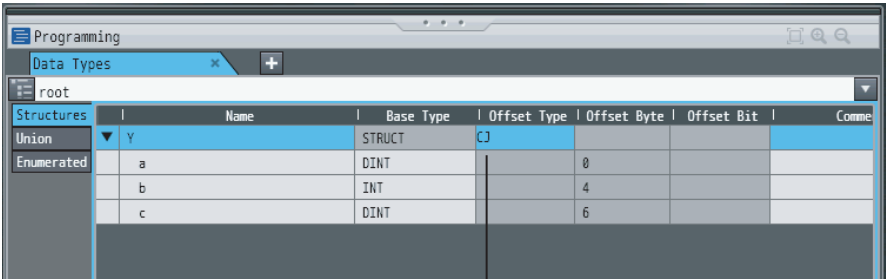 Programming
Data Types
root
Structures Name Base Type Offset Type Offset Byte Offset Bit Comme
Union Y STRUCT CJ
Enumerated a DINT 0
b INT 4
c DINT 6